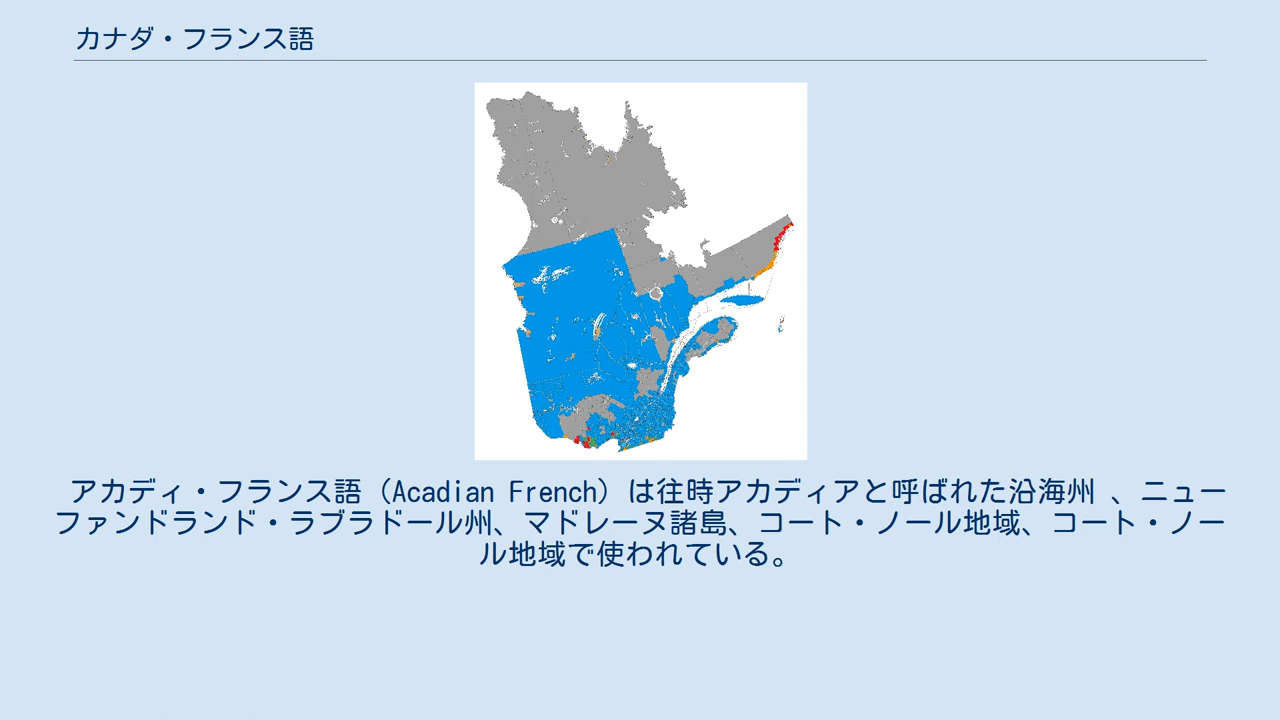 カナダ・フランス語
アカディ・フランス語（Acadian French）は往時アカディアと呼ばれた沿海州 、ニュー
ファンドランド・ラブラドール州、マドレーヌ諸島、コート・ノール地域、コート・ノー
ル地域で使われている。